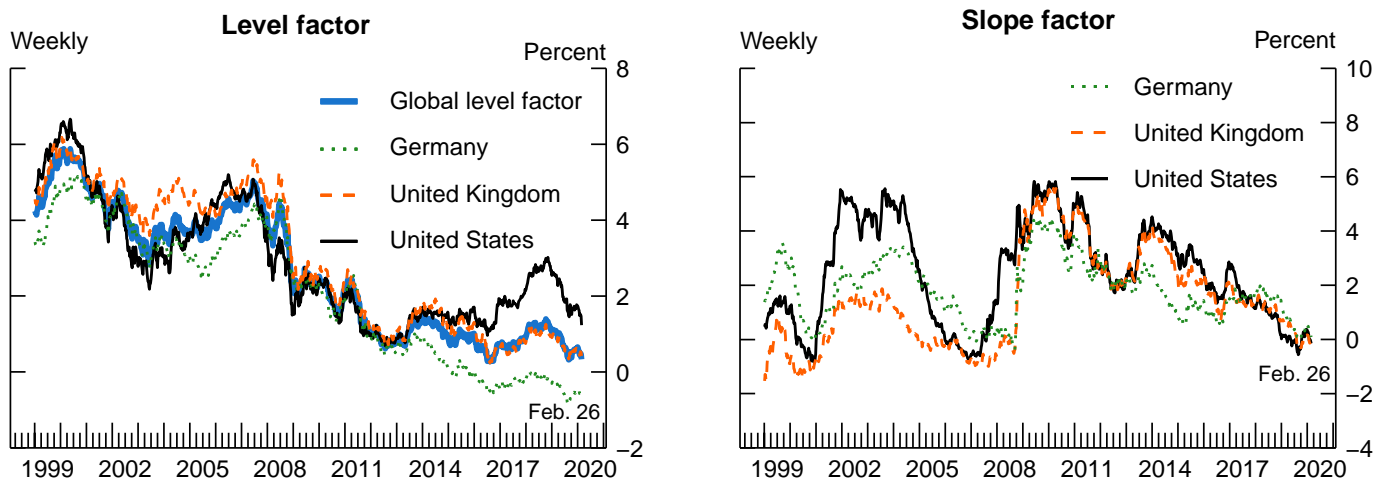 Level factor
Weekly
Percent
8
6
4
2
0
−2
Global level factor
Germany
United Kingdom
United States
Feb. 26
1999 2002 2005 2008 2011 2014 2017 2020
Slope factor
Weekly
Percent
10
8
6
4
2
0
−2
−4
Germany
United Kingdom
United States
Feb. 26
1999 2002 2005 2008 2011 2014 2017 2020